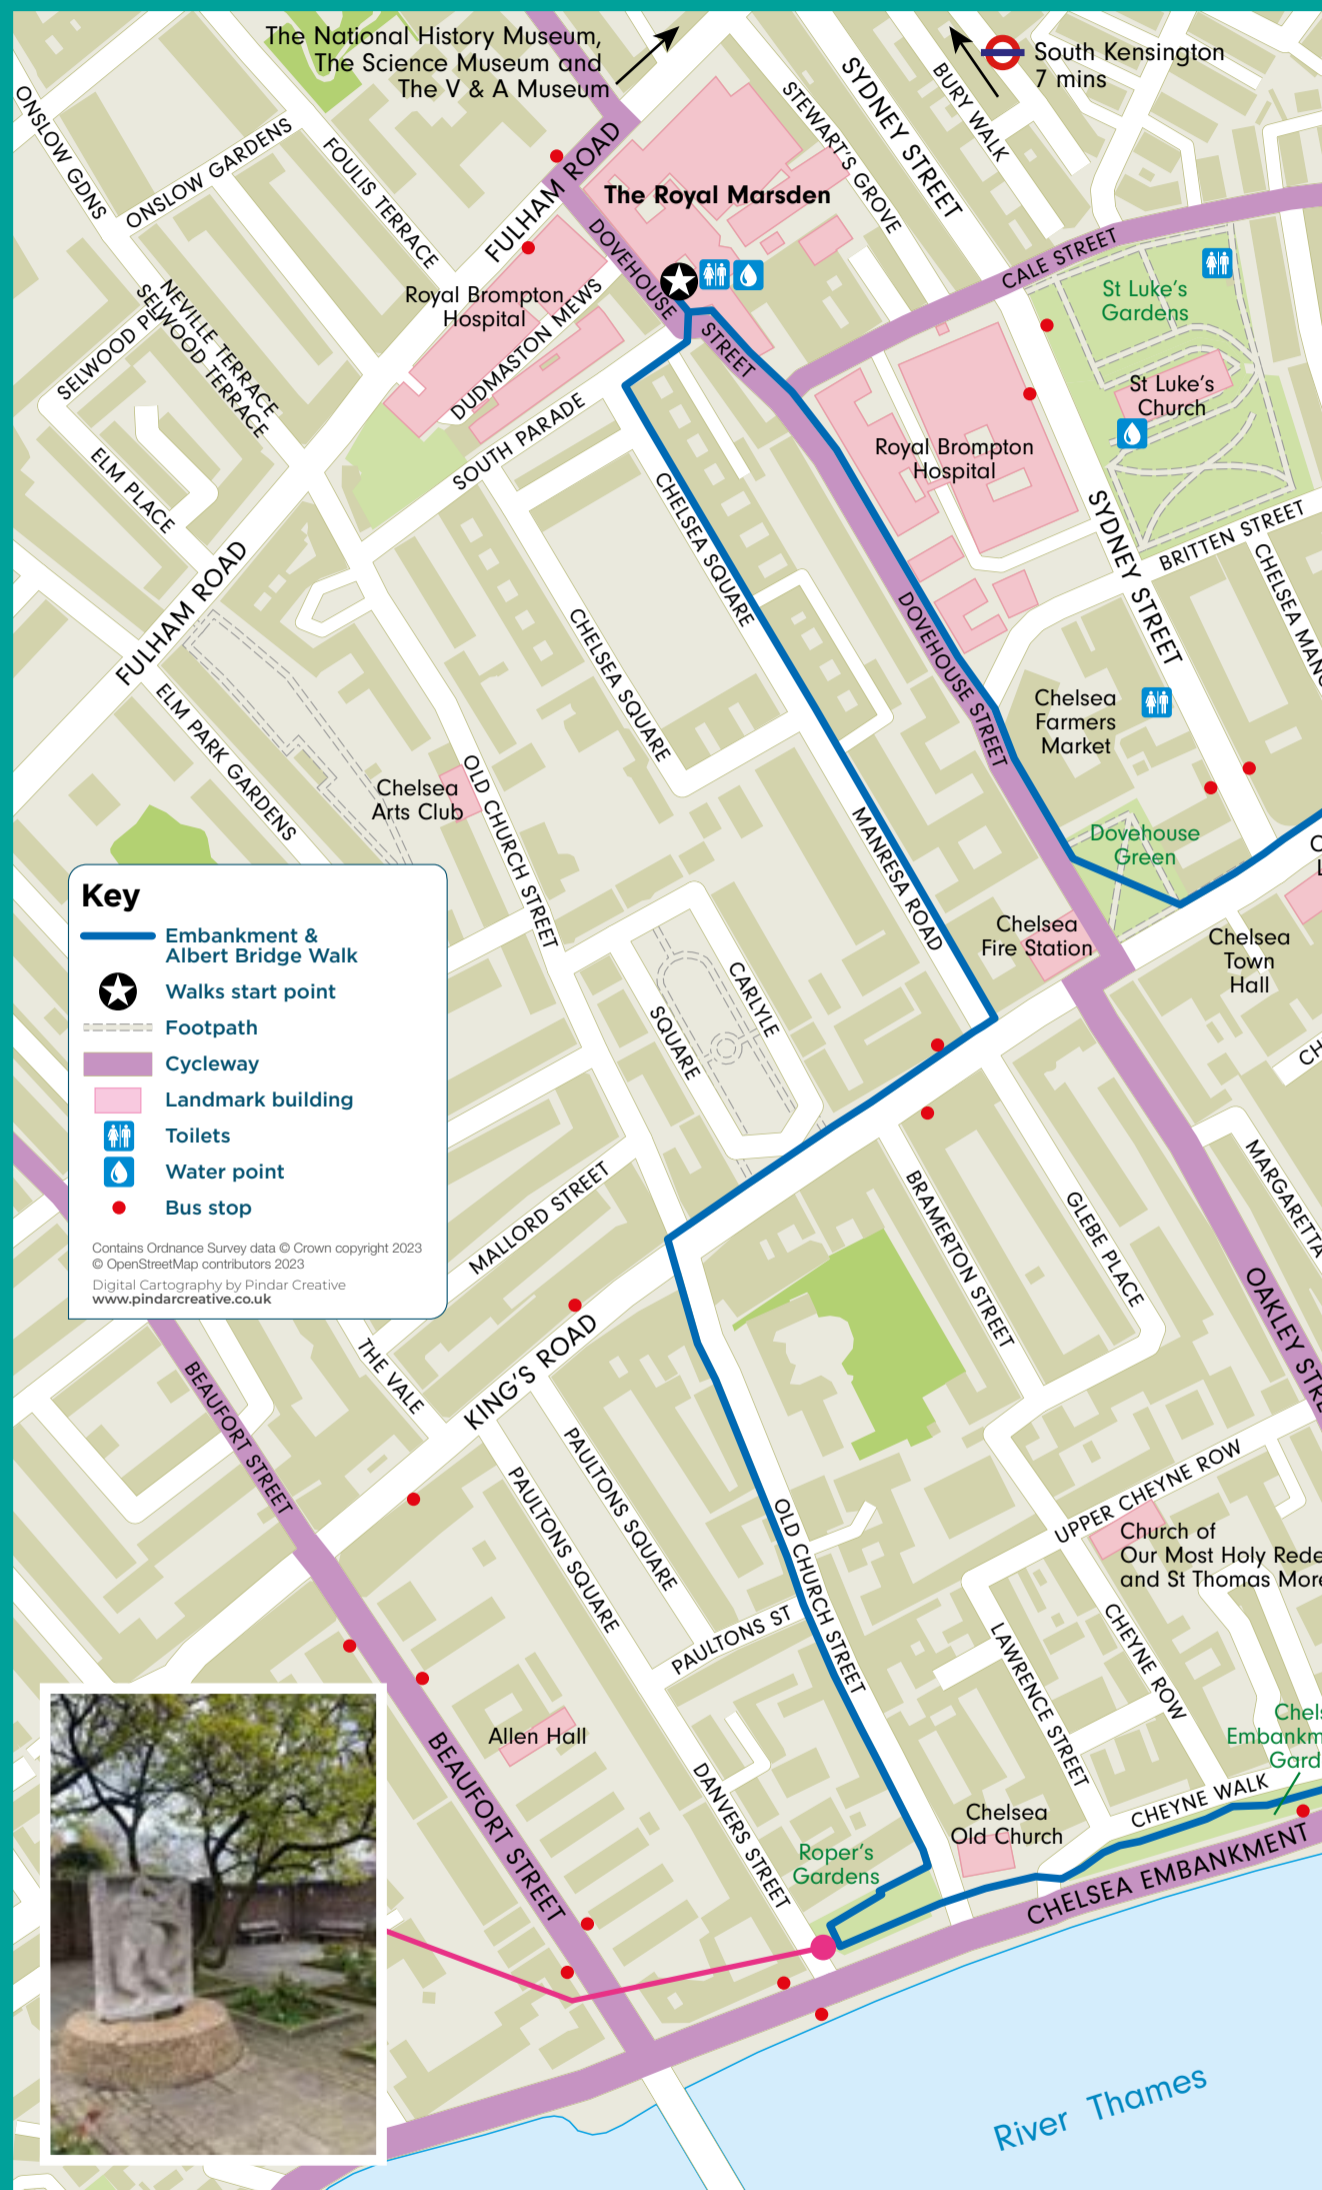 The National History Museum,
The Science Museum and
The V & A Museum
South Kensington
7 mins
ONSLOW GDNS
ONSLOW GARDENS
FOULIS TERRACE
FULHAM ROAD
STEWART'S GROVE
SYDNEY STREET
BURY WALK
The Royal Marsden
DOVEHOUSE
STREET
CALE STREET
St Luke's
Gardens
St Luke's
Church
NEVILLE TERRACE
SELWOOD TERRACE
SELWOOD PL
Royal Brompton
Hospital
DUDMASTON MEWS
SOUTH PARADE
ELM PLACE
Royal Brompton
Hospital
CHELSEA SQUARE
SYDNEY STREET
BRITTEN STREET
CHELSEA MAN
FULHAM ROAD
CHELSEA SQUARE
DOVEHOUSE STREET
ELM PARK GARDENS
Chelsea
Farmers
Market
Chelsea
Arts Club
OLD CHURCH STREET
MANRESA ROAD
Dovehouse
Green
Chelsea
Fire Station
Chelsea
Town
Hall
CARLYLE
SQUARE
Key
Embankment &
Albert Bridge Walk
Walks start point
Footpath
Cycleway
Landmark building
Toilets
Water point
Bus stop
Contains Ordnance Survey data © Crown copyright 2023
© OpenStreetMap contributors 2023
Digital Cartography by Pindar Creative
www.pindarcreative.co.uk
CH
MALLORD STREET
BRAMERTON STREET
GLEBE PLACE
MARGARETTA
OAKLEY STRE
THE VALE
KING'S ROAD
BEAUFORT STREET
PAULTONS SQUARE
PAULTONS SQUARE
OLD CHURCH STREET
UPPER CHEYNE ROW
Church of
Our Most Holy Rede
and St Thomas More
PAULTONS ST
LAWRENCE STREET
CHEYNE ROW
Allen Hall
BEAUFORT STREET
DANVERS STREET
Chels
Embankm
Gard
CHEYNE WALK
Chelsea
Old Church
Roper's
Gardens
CHELSEA EMBANKMENT
River Thames